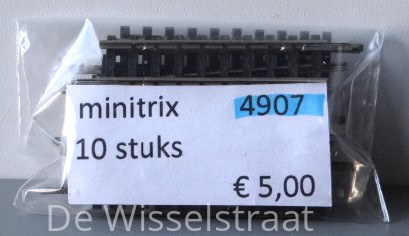 minitrix 4907
10 stuks
€ 5,00
De Wisselstraat